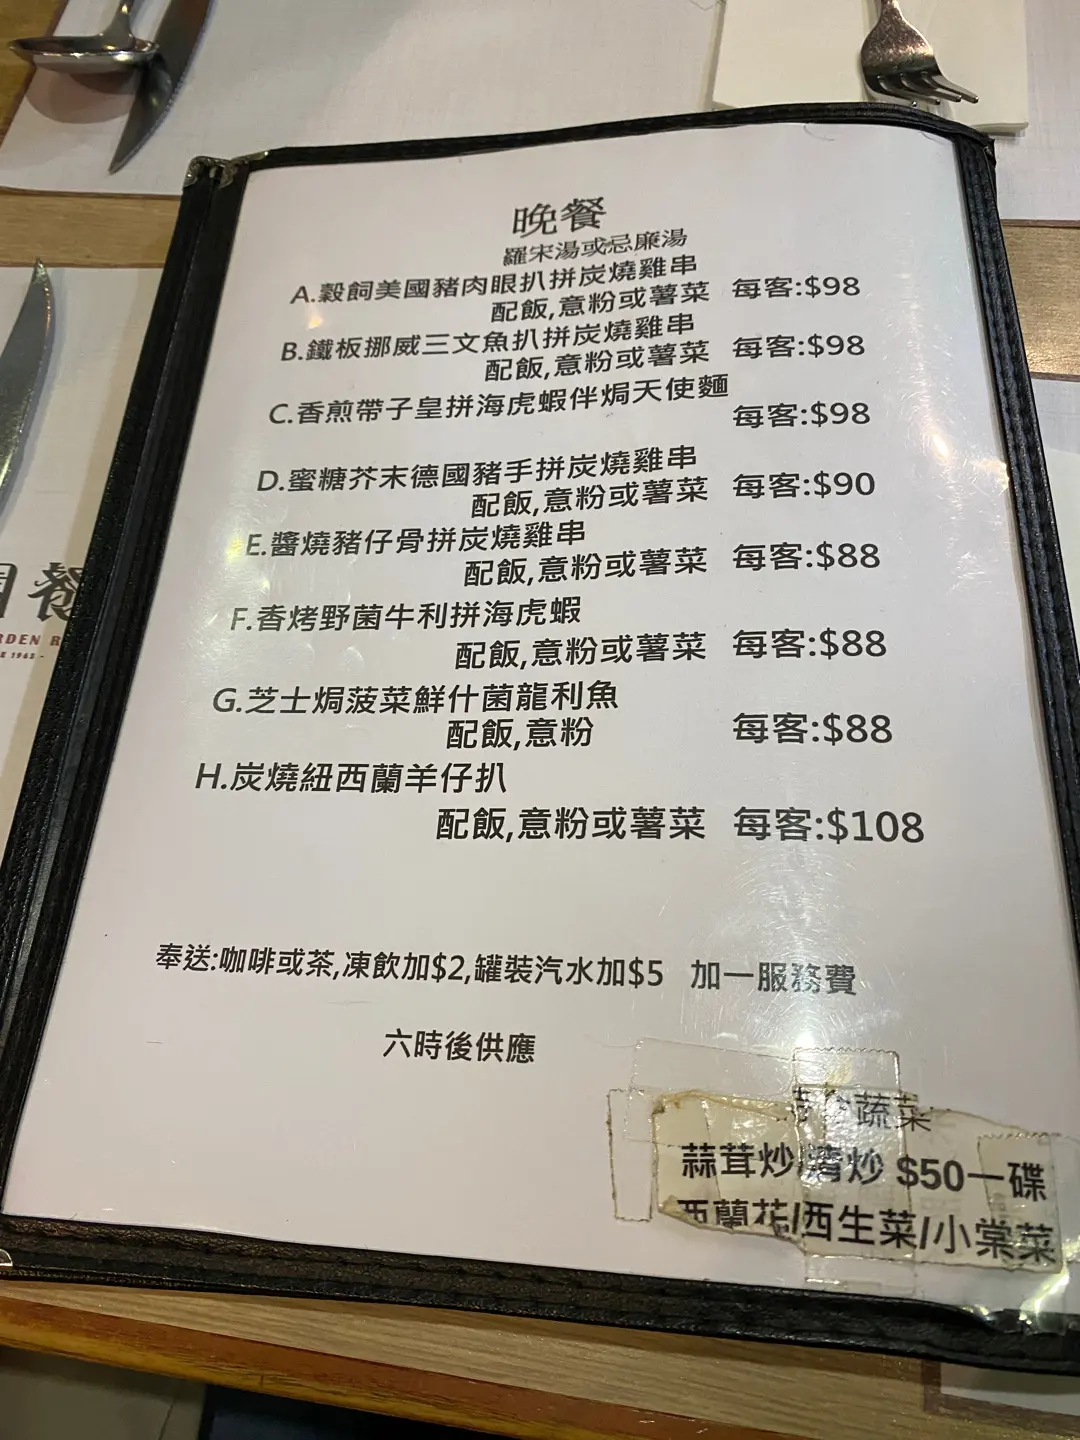 晚餐
羅宋湯或忌廉湯
A.穀飼美國豬肉眼扒拼炭燒雞串
配飯,意粉或薯菜 每客:$98
B.鐵板挪威三文魚扒拼炭燒雞串
配飯,意粉或薯菜 每客:$98
C.香煎帶子皇拼海虎蝦伴焗天使麵
每客:$98
D.蜜糖芥末德國豬手拼炭燒雞串
配飯,意粉或薯菜 每客:$90
E.醬燒豬仔骨拼炭燒雞串
配飯,意粉或薯菜 每客:$88
F.香烤野菌牛利拼海虎蝦
配飯,意粉或薯菜 每客:$88
G.芝士焗菠菜鮮什菌龍利魚
配飯,意粉 每客:$88
H.炭燒紐西蘭羊仔扒
配飯,意粉或薯菜 每客:$108
奉送:咖啡或茶,凍飲加$2,罐裝汽水加$5 加一服務費
六時後供應
蔬菜
蒜茸炒/清炒 $50一碟
西蘭花/西生菜/小棠菜
餐
RDEN R
E 1963 -